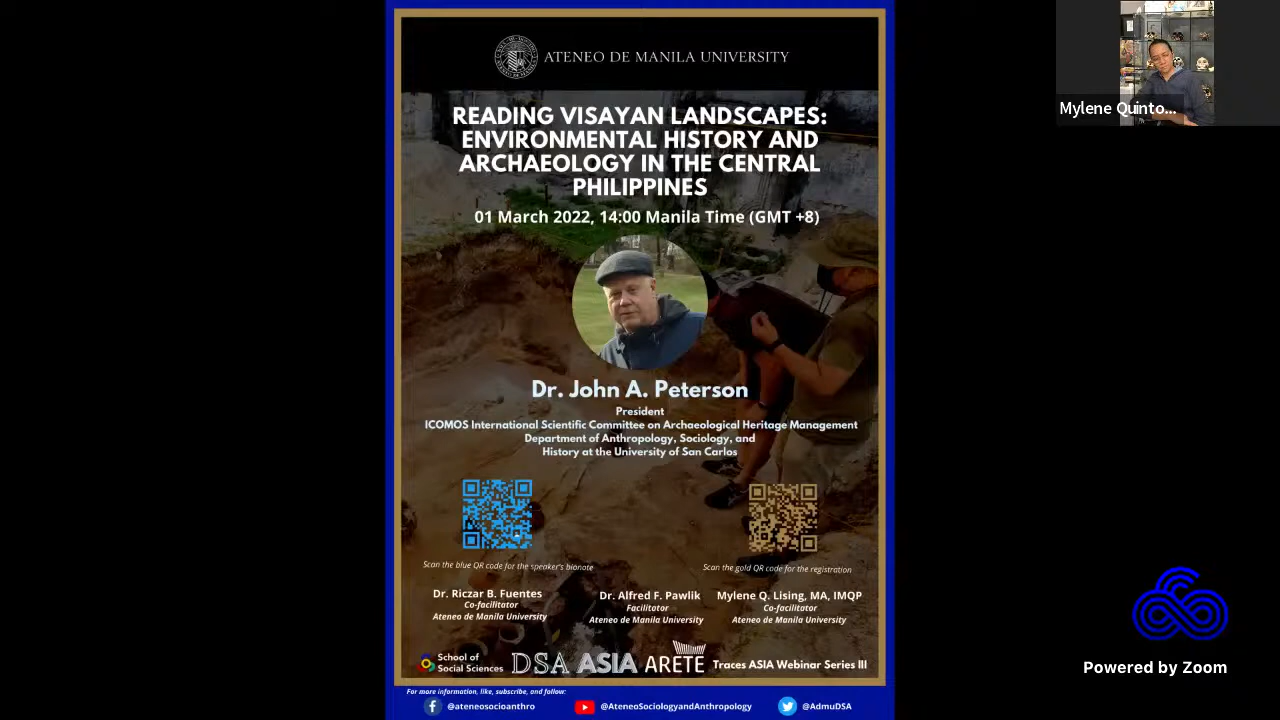 ATENEO DE MANILA UNIVERSITY
READING VISAYAN LANDSCAPES:
ENVIRONMENTAL HISTORY AND
ARCHAEOLOGY IN THE CENTRAL
PHILIPPINES
01 March 2022, 14:00 Manila Time (GMT +8)
Dr. John A. Peterson
President
ICOMOS International Scientific Committee on Archaeological Heritage Management
Department of Anthropology, Sociology, and
History at the University of San Carlos
Scan the blue QR code for the speaker's bionote
Scan the gold QR code for the registration
Dr. Riczar B. Fuentes
Co-facilitator
Ateneo de Manila University
Dr. Alfred F. Pawlik
Facilitator
Ateneo de Manila University
Mylene Q. Lising, MA, IMQP
Co-facilitator
Ateneo de Manila University
School of
Social Sciences
DSA ASIA ARETÉ Traces ASIA Webinar Series III
For more information, like, subscribe, and follow:
@ateneosocioanthro @AteneoSociologyandAnthropology @AdmuDSA
Mylene Quinto...
Powered by Zoom